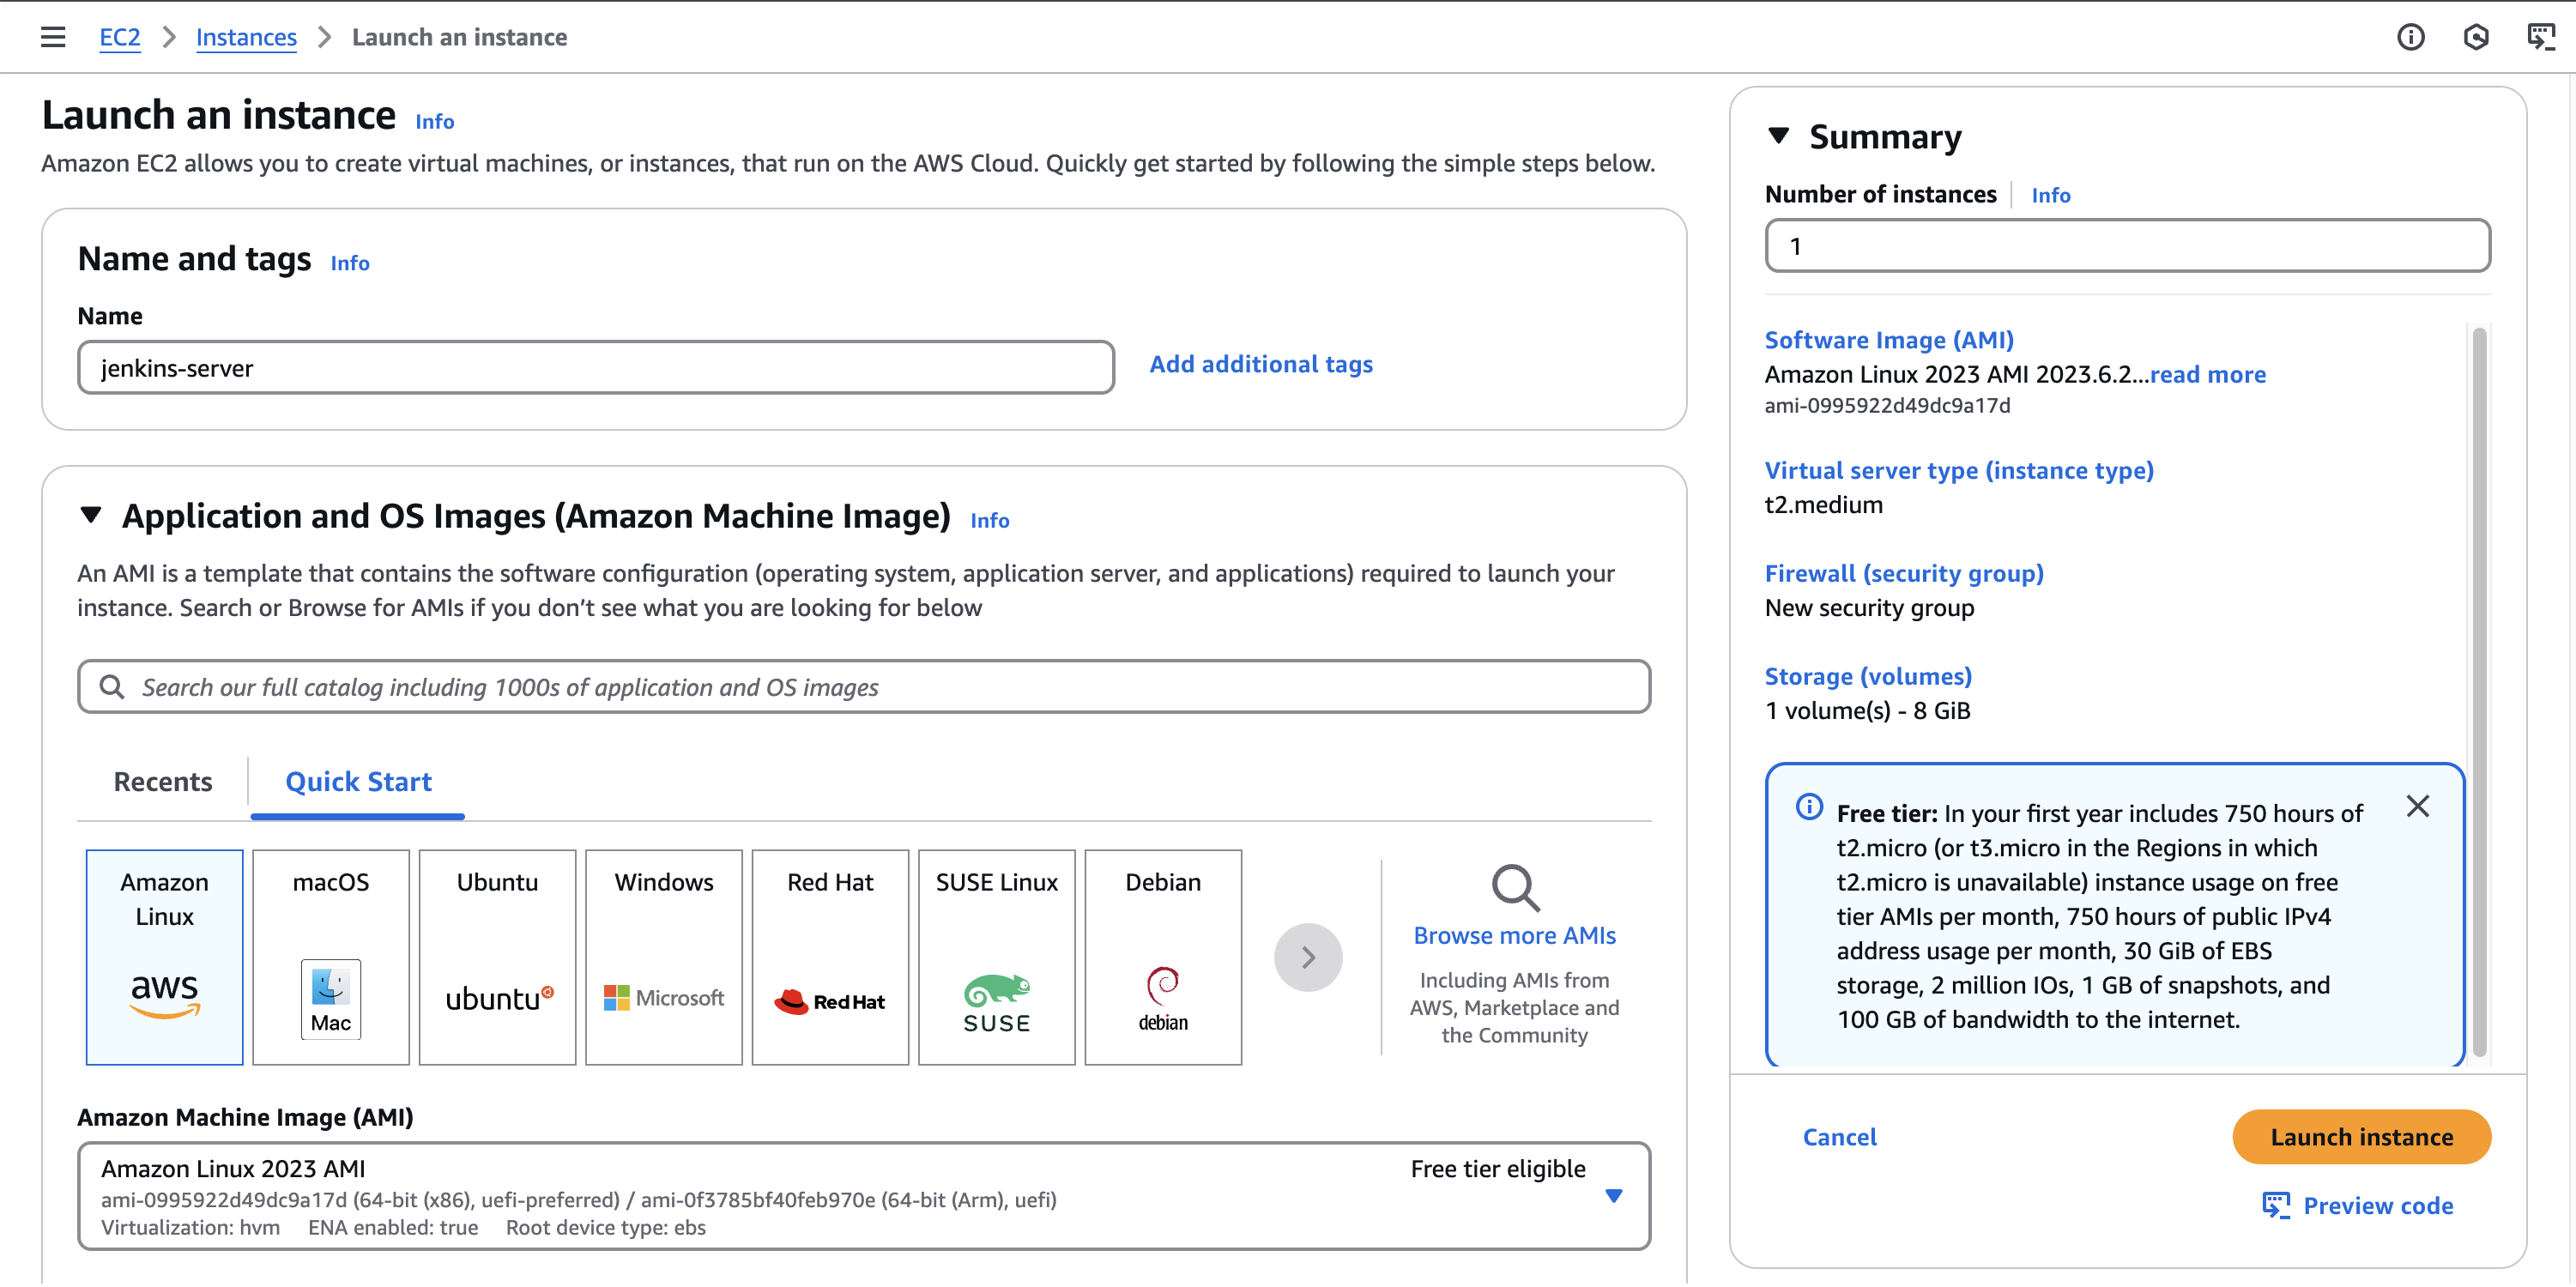 EC2 > Instances > Launch an instance
Launch an instance Info
Amazon EC2 allows you to create virtual machines, or instances, that run on the AWS Cloud. Quickly get started by following the simple steps below.
Name and tags Info
Name
jenkins-server
Add additional tags
Application and OS Images (Amazon Machine Image) Info
An AMI is a template that contains the software configuration (operating system, application server, and applications) required to launch your
instance. Search or Browse for AMIs if you don’t see what you are looking for below
Search our full catalog including 1000s of application and OS images
Recents
Quick Start
Amazon
Linux
aws
macOS
Mac
Ubuntu
ubuntu
Windows
Microsoft
Red Hat
Red Hat
SUSE Linux
SUSE
Debian
debian
Browse more AMIs
Including AMIs from
AWS, Marketplace and
the Community
Amazon Machine Image (AMI)
Amazon Linux 2023 AMI
Free tier eligible
ami-0995922d49dc9a17d (64-bit (x86), uefi-preferred) / ami-0f3785bf40feb970e (64-bit (Arm), uefi)
Virtualization: hvm ENA enabled: true Root device type: ebs
Summary
Number of instances Info
1
Software Image (AMI)
Amazon Linux 2023 AMI 2023.6.2...read more
ami-0995922d49dc9a17d
Virtual server type (instance type)
t2.medium
Firewall (security group)
New security group
Storage (volumes)
1 volume(s) - 8 GiB
Free tier: In your first year includes 750 hours of
t2.micro (or t3.micro in the Regions in which
t2.micro is unavailable) instance usage on free
tier AMIs per month, 750 hours of public IPv4
address usage per month, 30 GiB of EBS
storage, 2 million IOs, 1 GB of snapshots, and
100 GB of bandwidth to the internet.
Cancel
Launch instance
Preview code